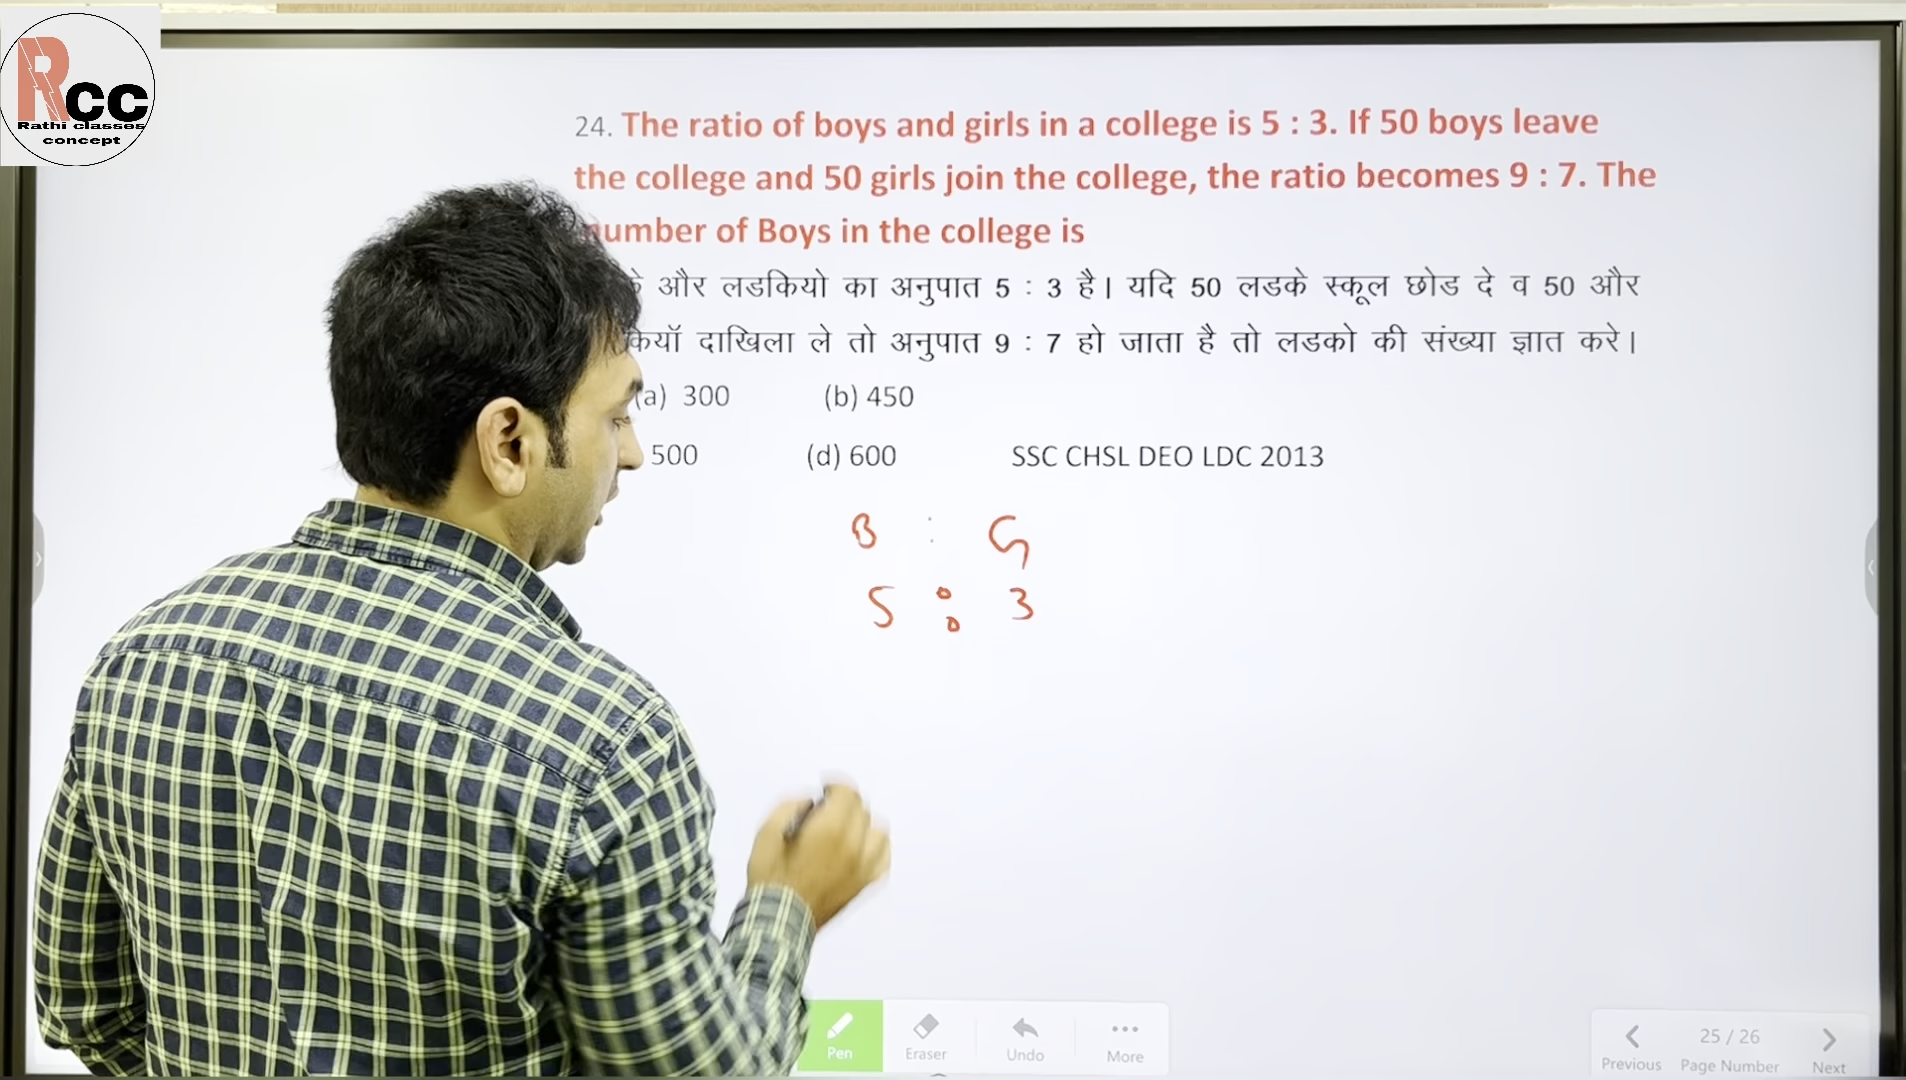 Rcc
Rathi classes
concept
24. The ratio of boys and girls in a college is 5 : 3. If 50 boys leave
the college and 50 girls join the college, the ratio becomes 9 : 7. The
number of Boys in the college is
और लडकियो का अनुपात 5 : 3 है। यदि 50 लडके स्कूल छोड दे व 50 और
दाखिला ले तो अनुपात 9 : 7 हो जाता है तो लडको की संख्या ज्ञात करे।
(a) 300 (b) 450
500 (d) 600 SSC CHSL DEO LDC 2013
B : G
5 : 3
Pen Eraser Undo More
25 / 26
Previous Page Number Next